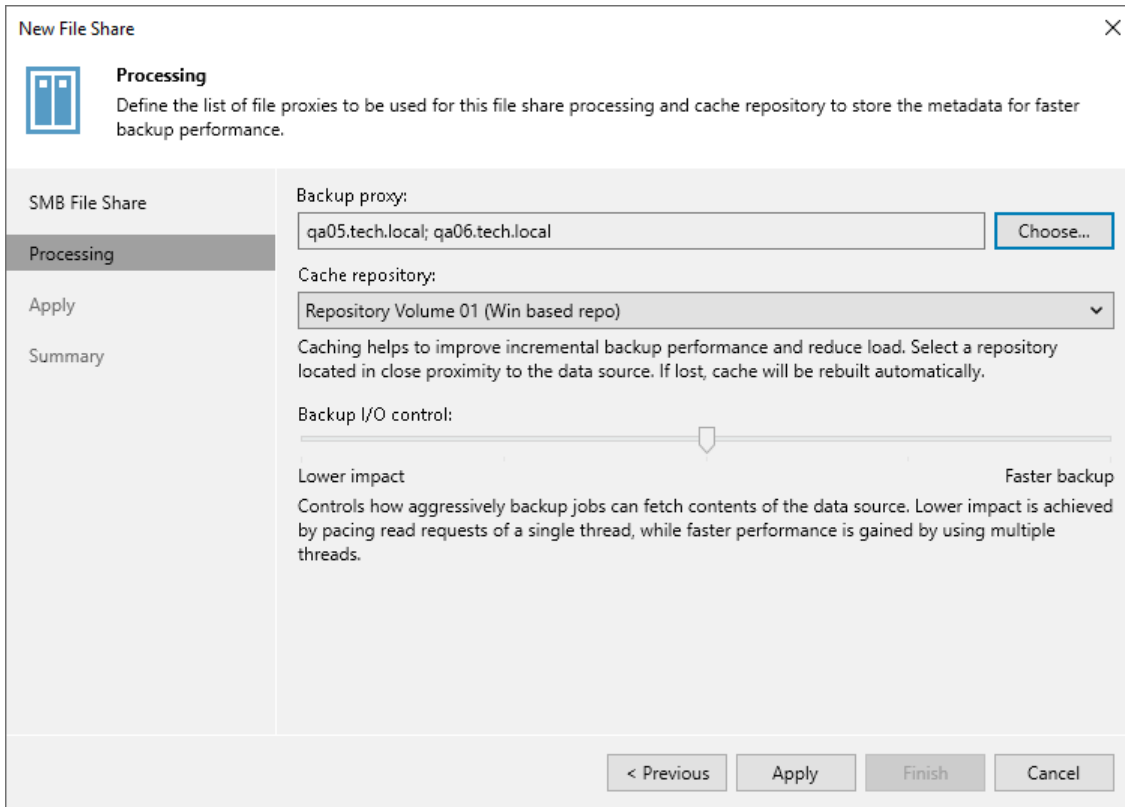 New File Share
Processing
Define the list of file proxies to be used for this file share processing and cache repository to store the metadata for faster
backup performance.
SMB File Share
Processing
Apply
Summary
Backup proxy:
qa05.tech.local; qa06.tech.local
Choose...
Cache repository:
Repository Volume 01 (Win based repo)
Caching helps to improve incremental backup performance and reduce load. Select a repository
located in close proximity to the data source. If lost, cache will be rebuilt automatically.
Backup I/O control:
Lower impact
Faster backup
Controls how aggressively backup jobs can fetch contents of the data source. Lower impact is achieved
by pacing read requests of a single thread, while faster performance is gained by using multiple
threads.
< Previous
Apply
Finish
Cancel